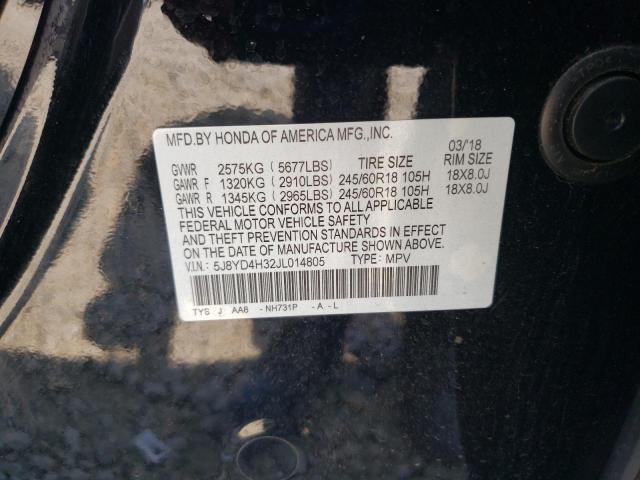 MFD.BY HONDA OF AMERICA MFG.,INC. 03/18
GVWR 2575KG ( 5677LBS) TIRE SIZE RIM SIZE
GAWR F 1320KG ( 2910LBS) 245/60R18 105H 18X8.0J
GAWR R 1345KG ( 2965LBS) 245/60R18 105H 18X8.0J
THIS VEHICLE CONFORMS TO ALL APPLICABLE
FEDERAL MOTOR VEHICLE SAFETY
AND THEFT PREVENTION STANDARDS IN EFFECT
ON THE DATE OF MANUFACTURE SHOWN ABOVE.
V.I.N.: 5J8YD4H32JL014805 TYPE: MPV
TYS J AA6 - NH731P - A - L